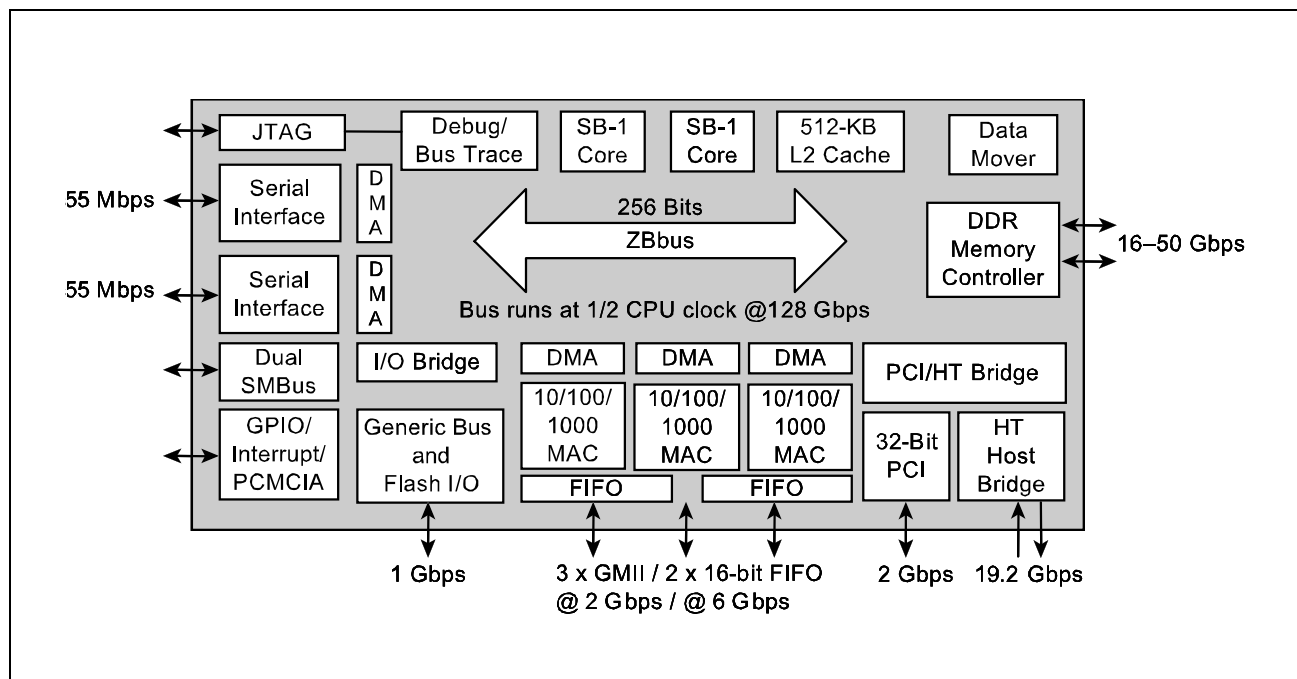 JTAG
Debug/
Bus Trace
SB-1
Core
SB-1
Core
512-KB
L2 Cache
Data
Mover
55 Mbps
Serial
Interface
D
M
A
256 Bits
ZBbus
DDR
Memory
Controller
16–50 Gbps
55 Mbps
Serial
Interface
D
M
A
Bus runs at 1/2 CPU clock @128 Gbps
Dual
SMBus
I/O Bridge
DMA
DMA
DMA
PCI/HT Bridge
GPIO/
Interrupt/
PCMCIA
Generic Bus
and
Flash I/O
10/100/
1000
MAC
10/100/
1000
MAC
10/100/
1000
MAC
32-Bit
PCI
HT
Host
Bridge
FIFO
FIFO
1 Gbps
3 x GMII / 2 x 16-bit FIFO
@ 2 Gbps / @ 6 Gbps
2 Gbps
19.2 Gbps